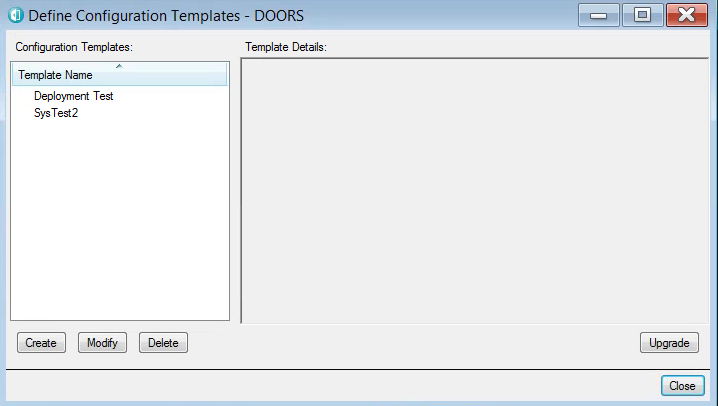 Define Configuration Templates - DOORS
Configuration Templates:
Template Details:
Template Name
Deployment Test
SysTest2
Create
Modify
Delete
Upgrade
Close